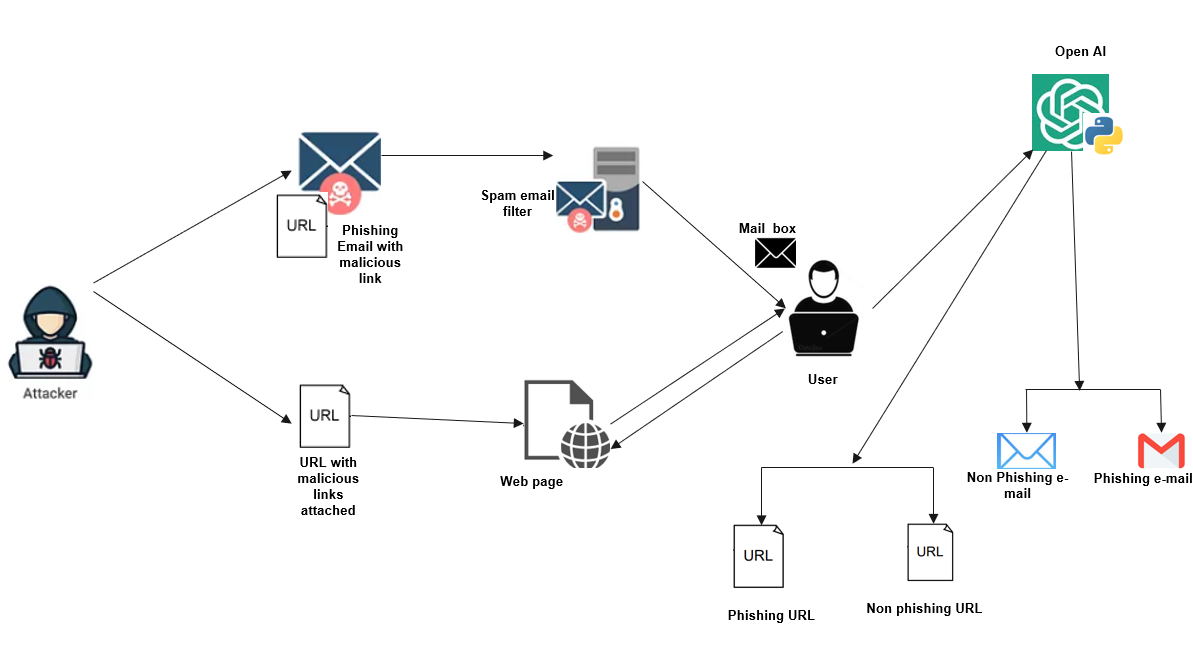 Open AI
Spam email
filter
URL
Phishing
Email with
malicious
link
Mail box
Attacker
User
URL
URL with
malicious
links
attached
Web page
Non Phishing e-
mail
Phishing e-mail
URL
URL
Phishing URL
Non phishing URL